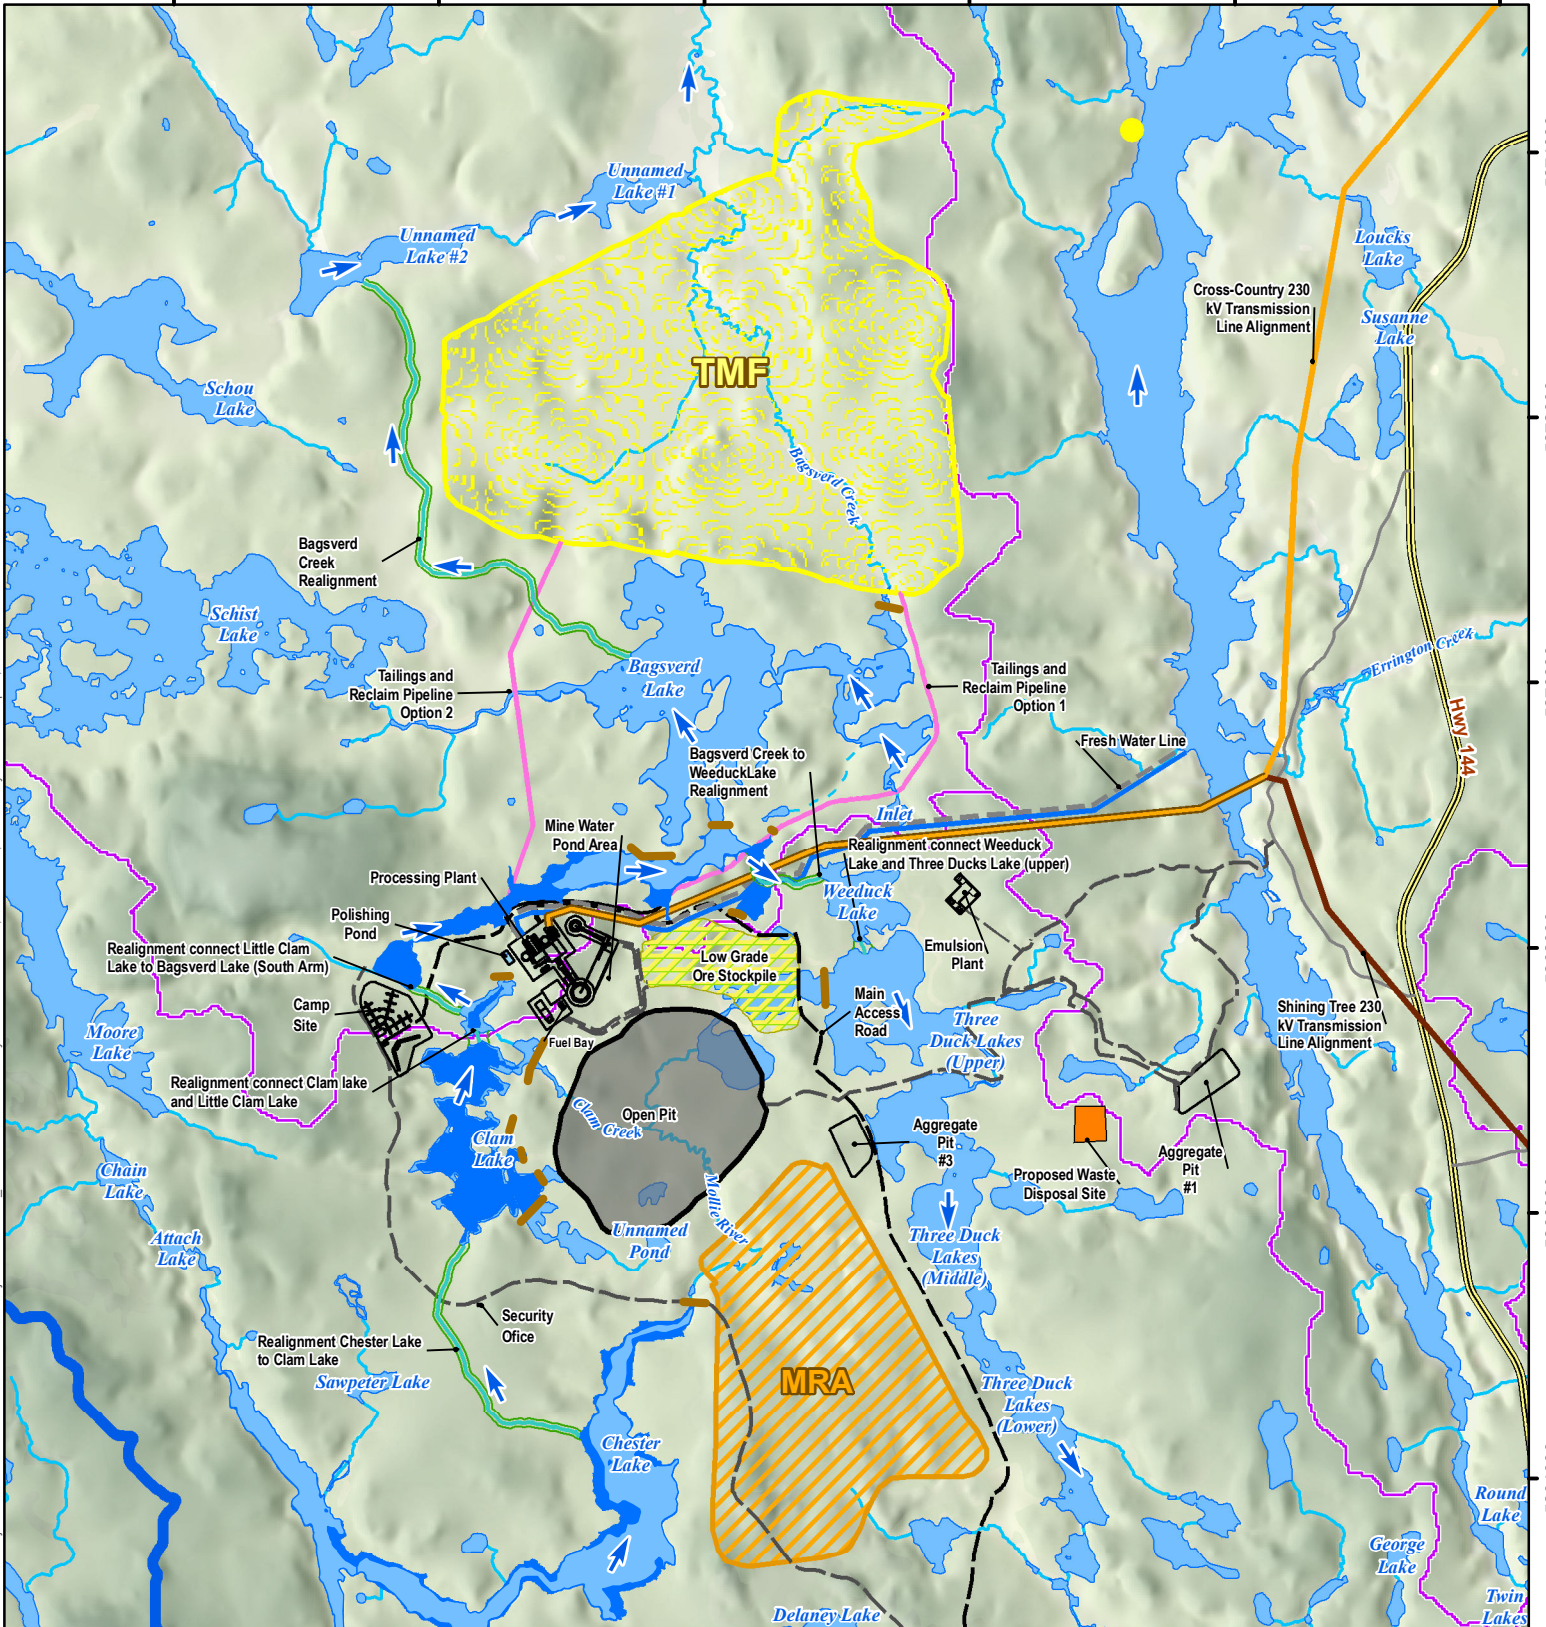 Unnamed
Lake #1
Unnamed
Lake #2
Loucks
Lake
Cross-Country 230
kV Transmission
Line Alignment
Susanne
Lake
TMF
Schou
Lake
Bagsverd Creek
Bagsverd
Creek
Realignment
Schist
Lake
Errington Creek
Bagsverd
Lake
Tailings and
Reclaim Pipeline
Option 2
Tailings and
Reclaim Pipeline
Option 1
Hwy 144
Fresh Water Line
Bagsverd Creek to
WeeduckLake
Realignment
Inlet
Mine Water
Pond Area
Realignment connect Weeduck
Lake and Three Ducks Lake (upper)
Processing Plant
Weeduck
Lake
Polishing
Pond
Emulsion
Plant
Realignment connect Little Clam
Lake to Bagsverd Lake (South Arm)
Low Grade
Ore Stockpile
Camp
Site
Main
Access
Road
Three
Duck Lakes
(Upper)
Shining Tree 230
kV Transmission
Line Alignment
Moore
Lake
Fuel Bay
Realignment connect Clam lake
and Little Clam Lake
Clam Creek
Open Pit
Aggregate
Pit
#3
Clam
Lake
Aggregate
Pit
#1
Proposed Waste
Disposal Site
Chain
Lake
Mollie River
Attach
Lake
Unnamed
Pond
Three Duck
Lakes
(Middle)
Security
Ofice
Realignment Chester Lake
to Clam Lake
Sawpeter Lake
MRA
Three Duck
Lakes
(Lower)
Chester
Lake
Round
Lake
George
Lake
Twin
Lakes
Delaney Lake